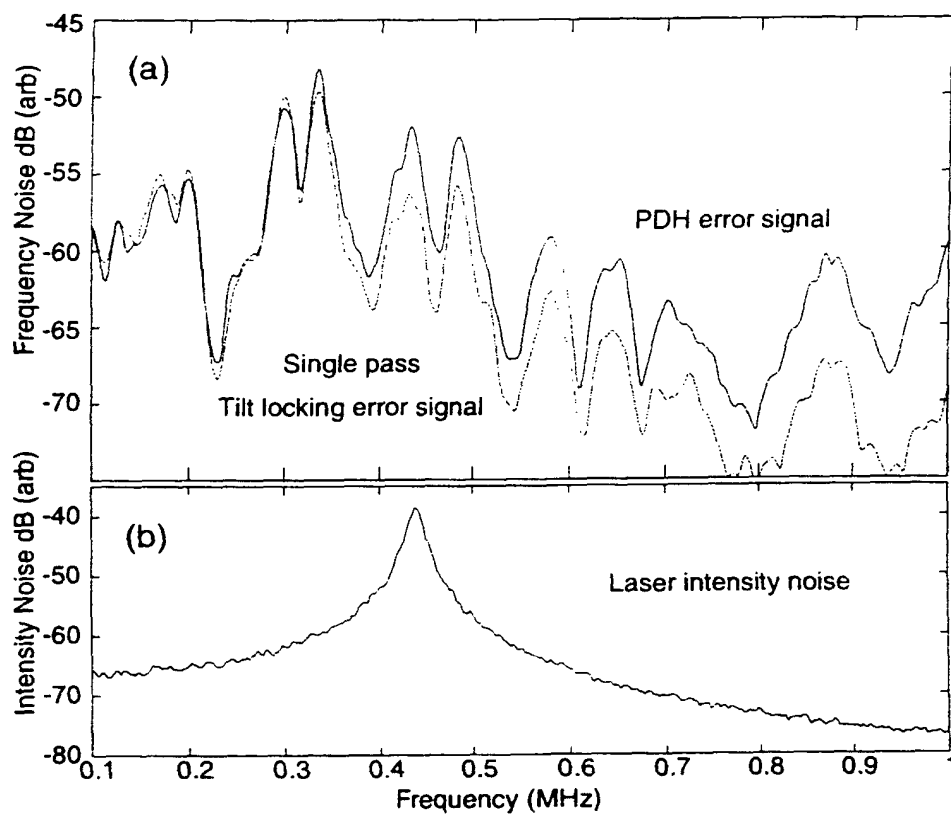 -45
(a)
-50
-55
-60
-65
-70
Frequency Noise dB (arb)
PDH error signal
Single pass
Tilt locking error signal
(b)
-40
-50
-60
-70
-80
Intensity Noise dB (arb)
Laser intensity noise
0.1 0.2 0.3 0.4 0.5 0.6 0.7 0.8 0.9
Frequency (MHz)